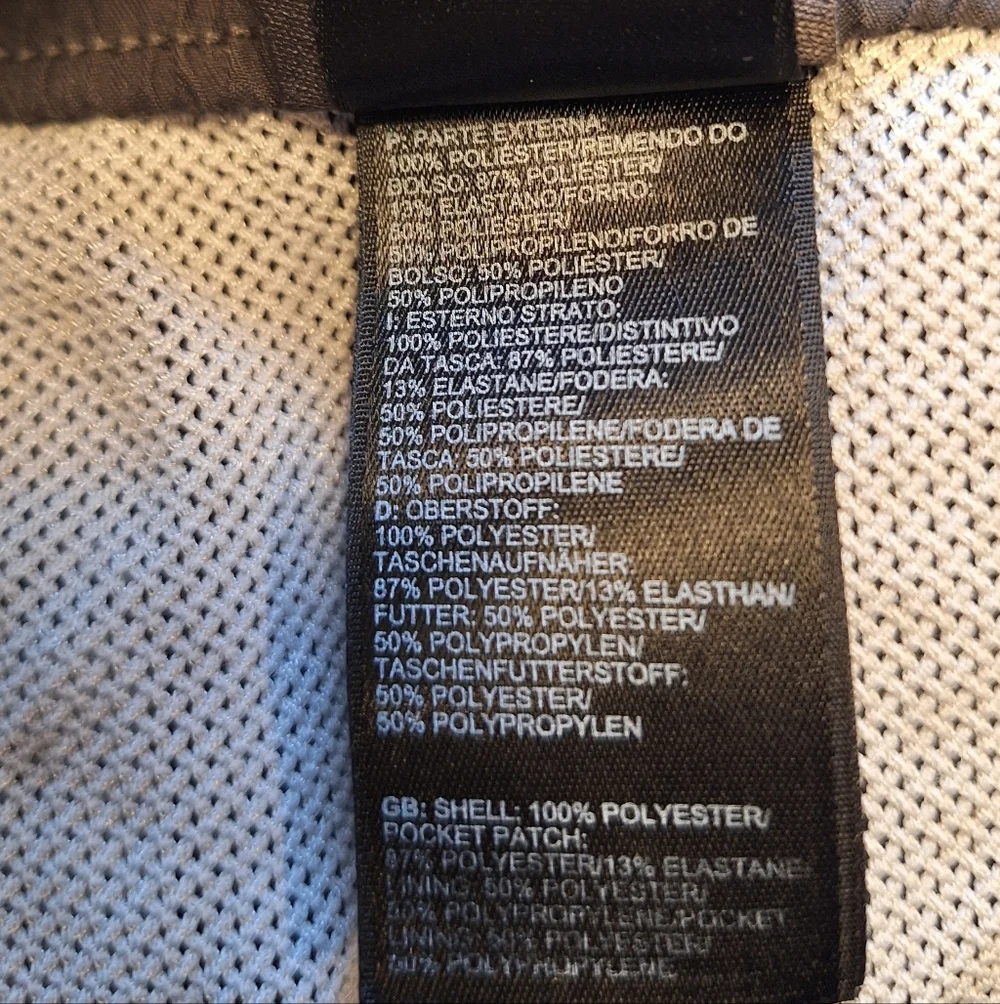 P: PARTE EXTERNA:
100% POLIESTER/REMENDO DO
BOLSO: 87% POLIESTER/
13% ELASTANO/FORRO:
50% POLIESTER/
50% POLIPROPILENO/FORRO DE
BOLSO: 50% POLIESTER/
50% POLIPROPILENO
I: ESTERNO STRATO:
100% POLIESTERE/DISTINTIVO
DA TASCA: 87% POLIESTERE/
13% ELASTANE/FODERA:
50% POLIESTERE/
50% POLIPROPILENE/FODERA DE
TASCA: 50% POLIESTERE/
50% POLIPROPILENE
D: OBERSTOFF:
100% POLYESTER/
TASCHENAUFNÄHER:
87% POLYESTER/13% ELASTHAN/
FUTTER: 50% POLYESTER/
50% POLYPROPYLEN/
TASCHENFUTTERSTOFF:
50% POLYESTER/
50% POLYPROPYLEN
GB: SHELL: 100% POLYESTER/
POCKET PATCH:
87% POLYESTER/13% ELASTANE/
LINING: 50% POLYESTER/
50% POLYPROPYLENE/POCKET
LINING: 50% POLYESTER/
50% POLYPROPYLENE